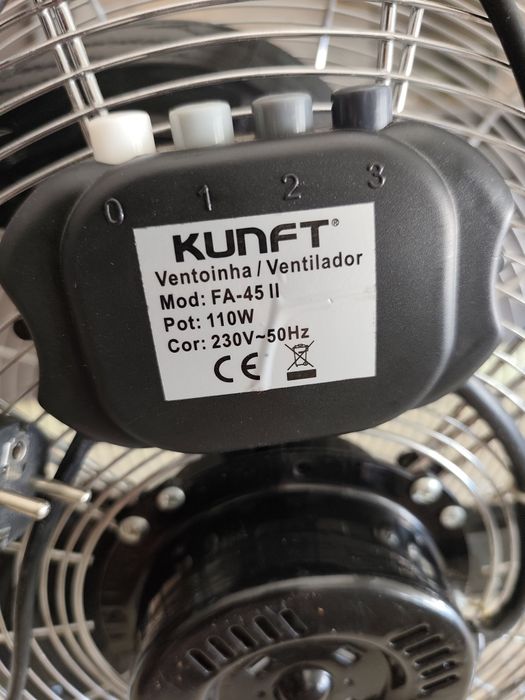 0 1 2 3
KUNFT®
Ventoinha / Ventilador
Mod: FA-45 II
Pot: 110W
Cor: 230V~50Hz
CE